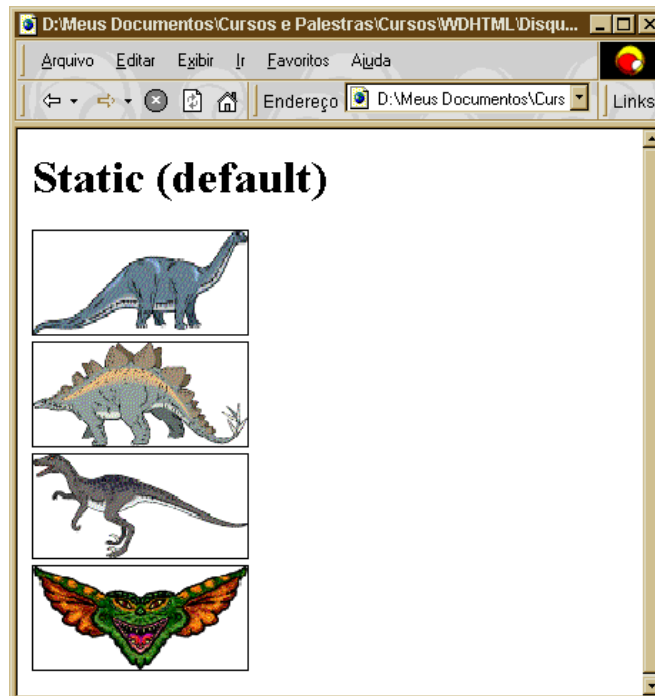 D:\Meus Documentos\Cursos e Palestras\Cursos\WDHTML\Disqu...
Arquivo Editar Exibir Ir Favoritos Ajuda
Endereço D:\Meus Documentos\Curs Links
Static (default)